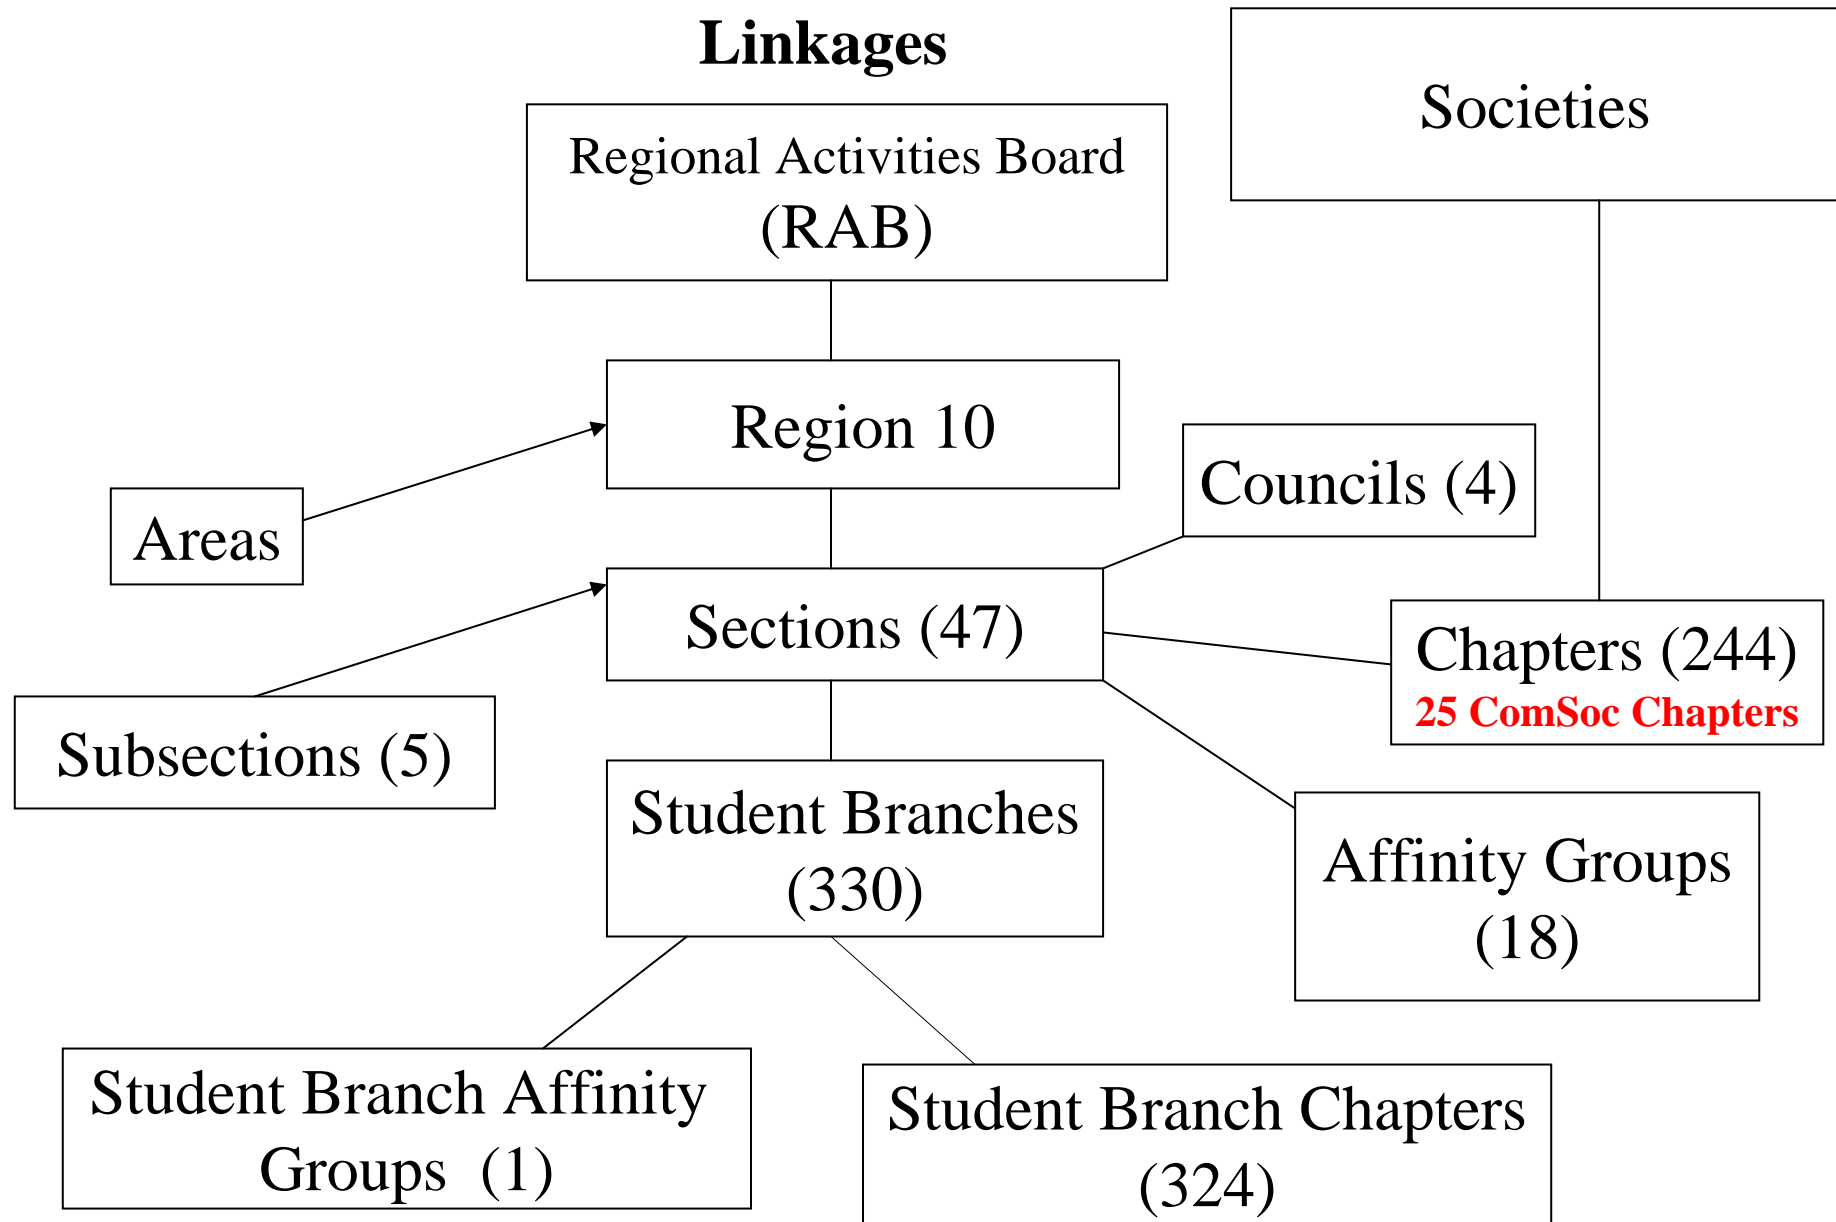 Linkages
Societies
Regional Activities Board
(RAB)
Region 10
Councils (4)
Areas
Sections (47)
Chapters (244)
25 ComSoc Chapters
Subsections (5)
Student Branches
(330)
Affinity Groups
(18)
Student Branch Affinity
Groups (1)
Student Branch Chapters
(324)